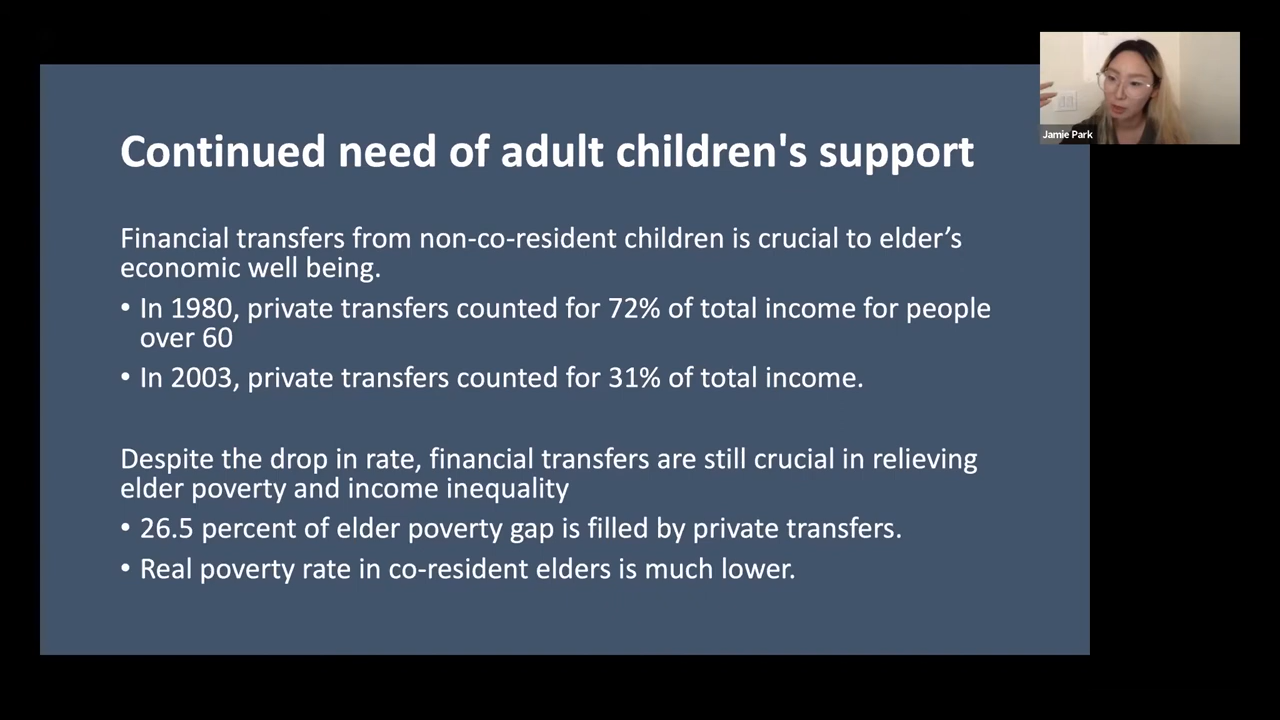 Continued need of adult children's support
Financial transfers from non-co-resident children is crucial to elder’s
economic well being.
• In 1980, private transfers counted for 72% of total income for people
over 60
• In 2003, private transfers counted for 31% of total income.
Despite the drop in rate, financial transfers are still crucial in relieving
elder poverty and income inequality
• 26.5 percent of elder poverty gap is filled by private transfers.
• Real poverty rate in co-resident elders is much lower.
Jamie Park